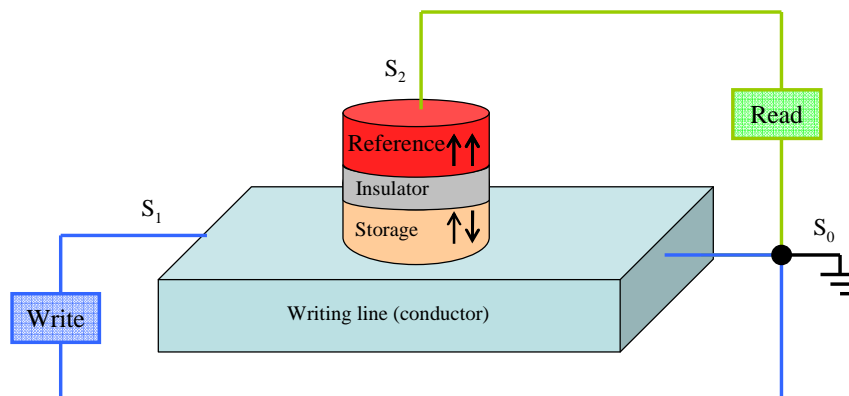 S2
Read
Reference
Insulator
S1
Storage
S0
Write
Writing line (conductor)